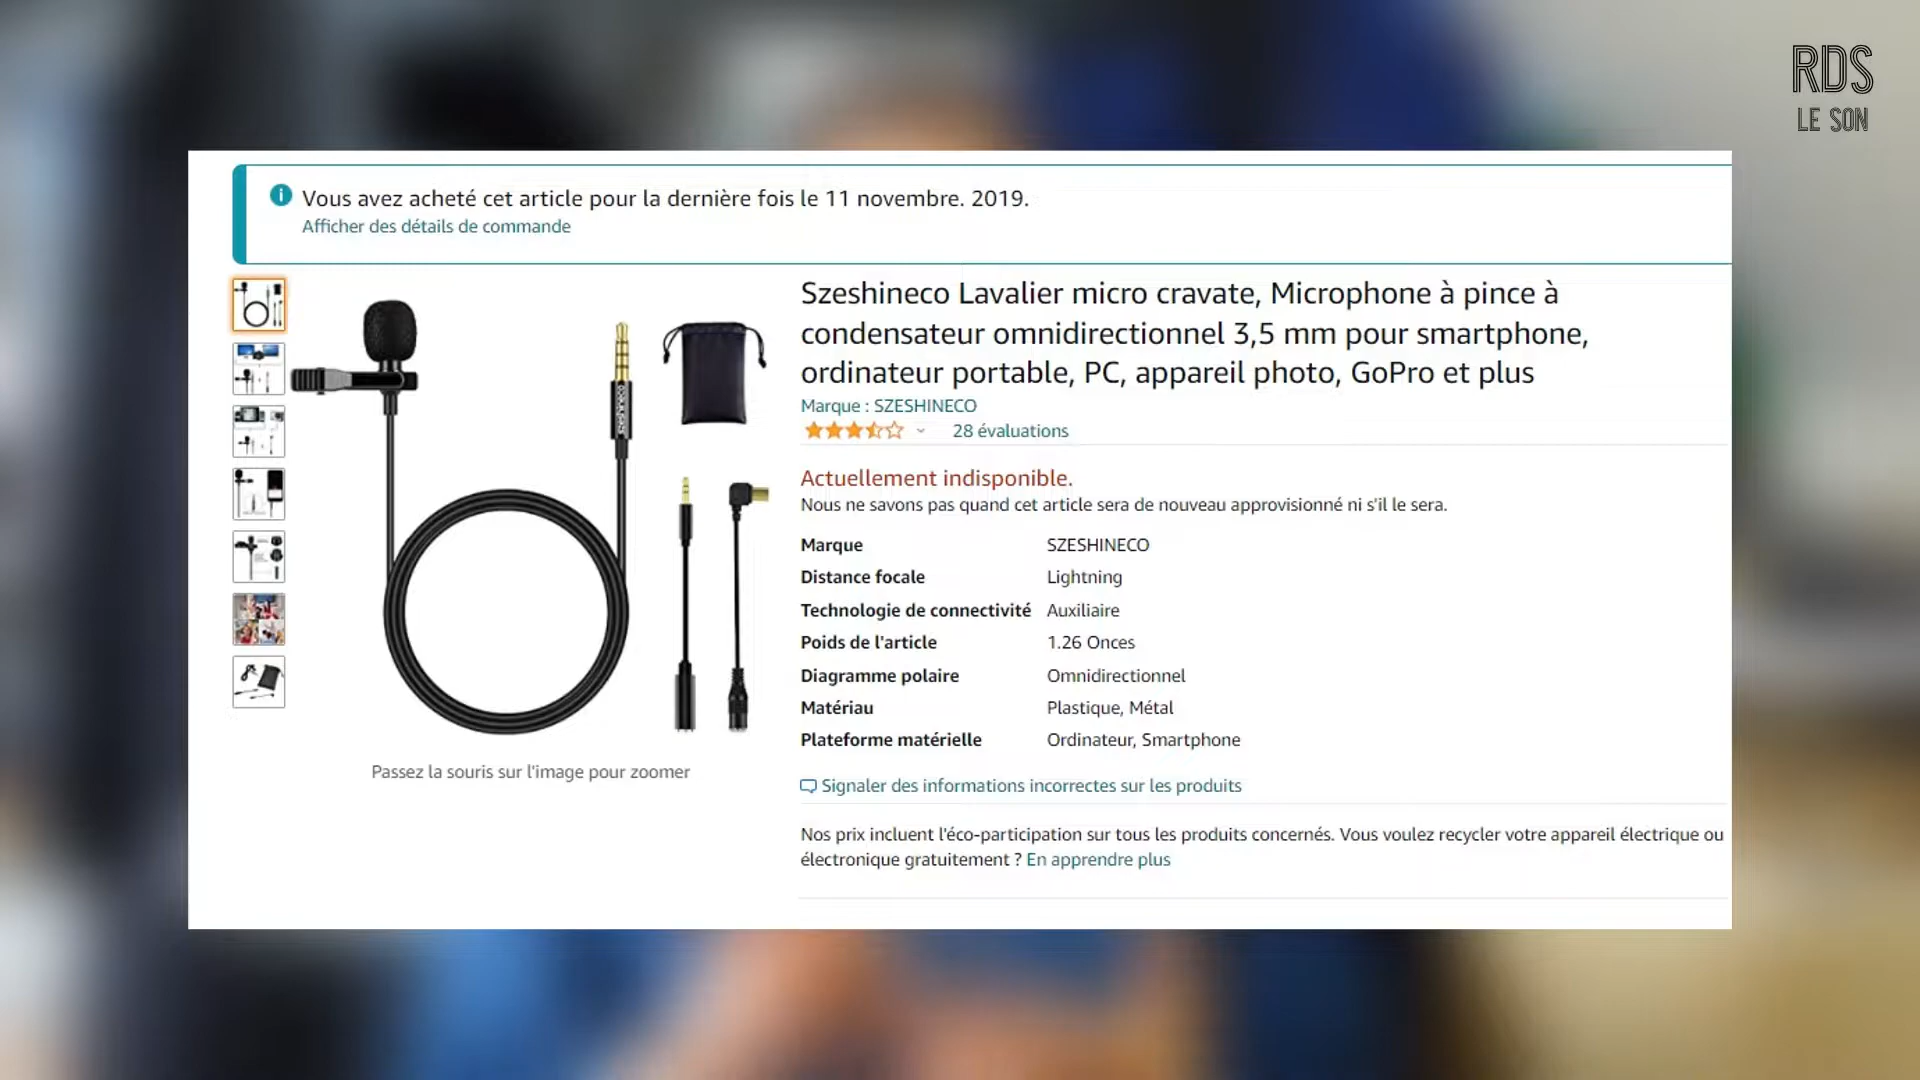 RDS
LE SON
Vous avez acheté cet article pour la dernière fois le 11 novembre. 2019.
Afficher des détails de commande
Szeshineco Lavalier micro cravate, Microphone à pince à
condensateur omnidirectionnel 3,5 mm pour smartphone,
ordinateur portable, PC, appareil photo, GoPro et plus
Marque : SZESHINECO
28 évaluations
Actuellement indisponible.
Nous ne savons pas quand cet article sera de nouveau approvisionné ni s'il le sera.
Marque SZESHINECO
Distance focale Lightning
Technologie de connectivité Auxiliaire
Poids de l'article 1.26 Onces
Diagramme polaire Omnidirectionnel
Matériau Plastique, Métal
Plateforme matérielle Ordinateur, Smartphone
szeshineco
Passez la souris sur l'image pour zoomer
Signaler des informations incorrectes sur les produits
Nos prix incluent l'éco-participation sur tous les produits concernés. Vous voulez recycler votre appareil électrique ou
électronique gratuitement ? En apprendre plus